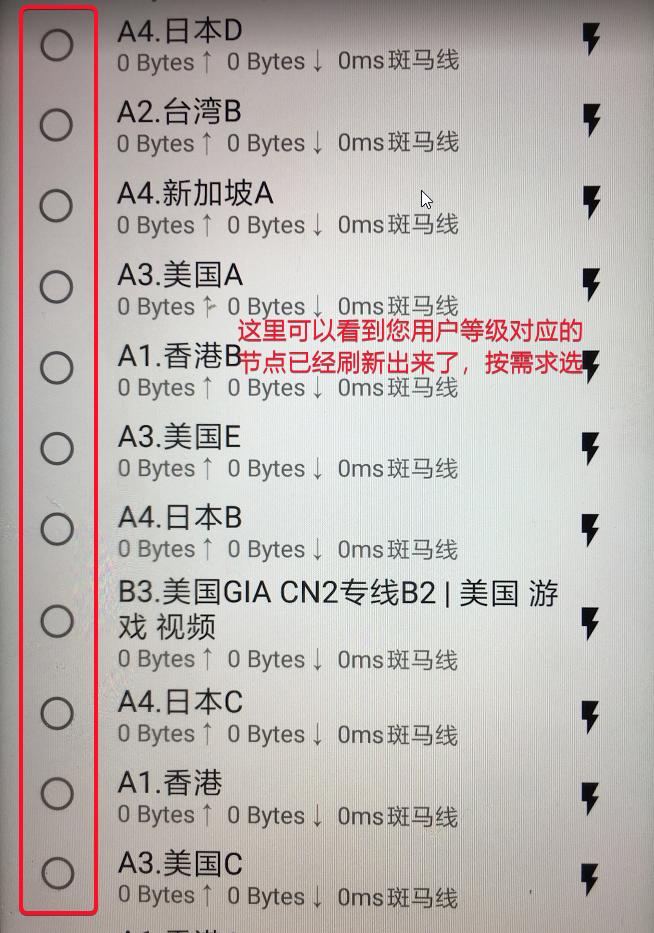 A4.日本D
0 Bytes↑ 0 Bytes↓ 0ms斑马线
A2.台湾B
0 Bytes↑ 0 Bytes↓ 0ms斑马线
A4.新加坡A
0 Bytes↑ 0 Bytes↓ 0ms斑马线
A3.美国A
0 Bytes↑ 0 Bytes↓ 0ms斑马线
这里可以看到您用户等级对应的
节点已经刷新出来了，按需求选
A1.香港B
0 Bytes↑ 0 Bytes↓ 0ms斑马线
A3.美国E
0 Bytes↑ 0 Bytes↓ 0ms斑马线
A4.日本B
0 Bytes↑ 0 Bytes↓ 0ms斑马线
B3.美国GIA CN2专线B2 | 美国 游
戏 视频
0 Bytes↑ 0 Bytes↓ 0ms斑马线
A4.日本C
0 Bytes↑ 0 Bytes↓ 0ms斑马线
A1.香港
0 Bytes↑ 0 Bytes↓ 0ms斑马线
A3.美国C
0 Bytes↑ 0 Bytes↓ 0ms斑马线